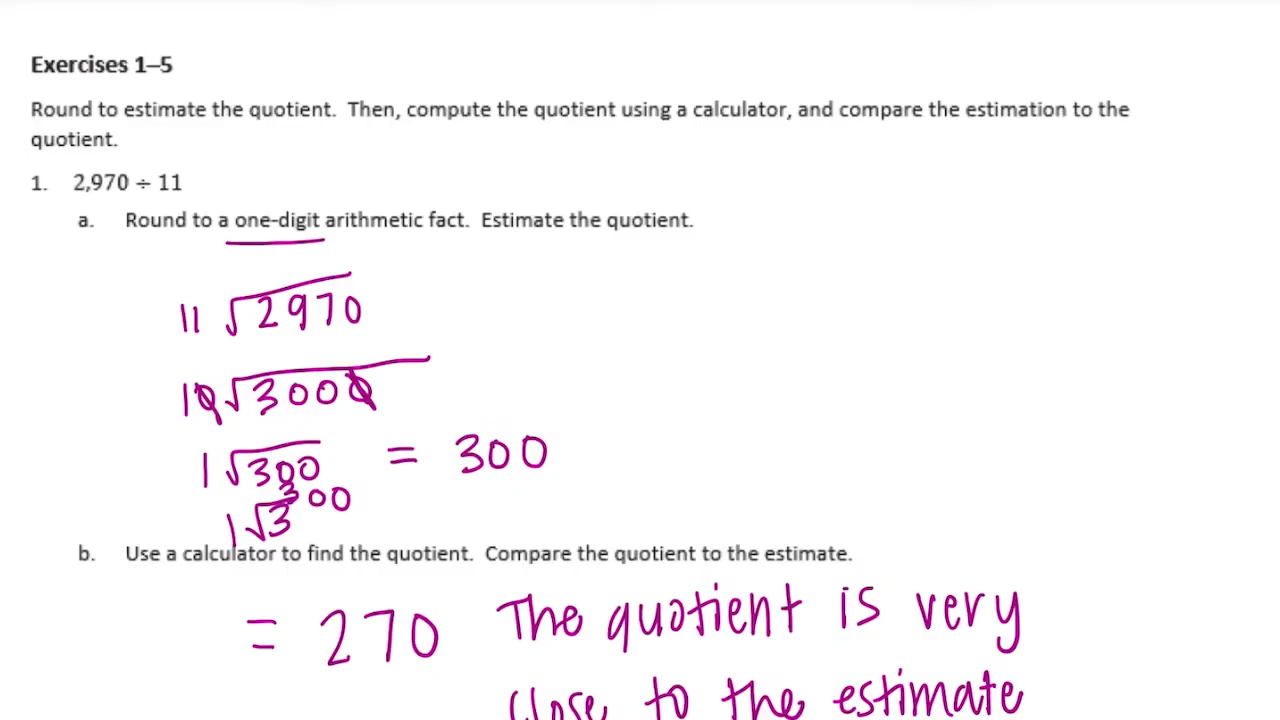 Exercises 1–5
Round to estimate the quotient. Then, compute the quotient using a calculator, and compare the estimation to the
quotient.
1. 2,970 ÷ 11
a. Round to a one-digit arithmetic fact. Estimate the quotient.
11 √2970
10 √3000
1 √300 = 300
300
1 √3
b. Use a calculator to find the quotient. Compare the quotient to the estimate.
= 270 The quotient is very
close to the estimate